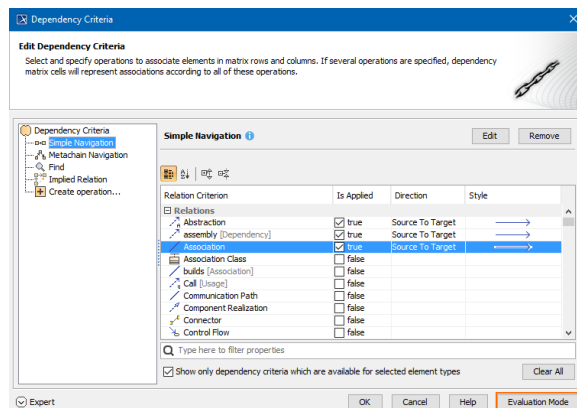 Dependency Criteria
Edit Dependency Criteria
Select and specify operations to associate elements in matrix rows and columns. If several operations are specified, dependency
matrix cells will represent associations according to all of these operations.
Dependency Criteria
Simple Navigation
Metachain Navigation
Find
Implied Relation
Create operation...
Simple Navigation
Edit
Remove
Relation Criterion Is Applied Direction Style
Relations
Abstraction true Source To Target
assembly [Dependency] true Source To Target
Association true Source To Target
Association Class false
builds [Association] false
Call [Usage] false
Communication Path false
Component Realization false
Connector false
Control Flow false
Type here to filter properties
Show only dependency criteria which are available for selected element types
Clear All
Expert
OK
Cancel
Help
Evaluation Mode